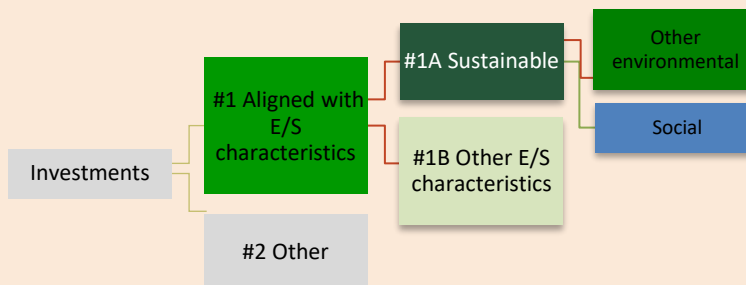 Investments
#1 Aligned with
E/S
characteristics
#2 Other
#1A Sustainable
#1B Other E/S
characteristics
Other
environmental
Social